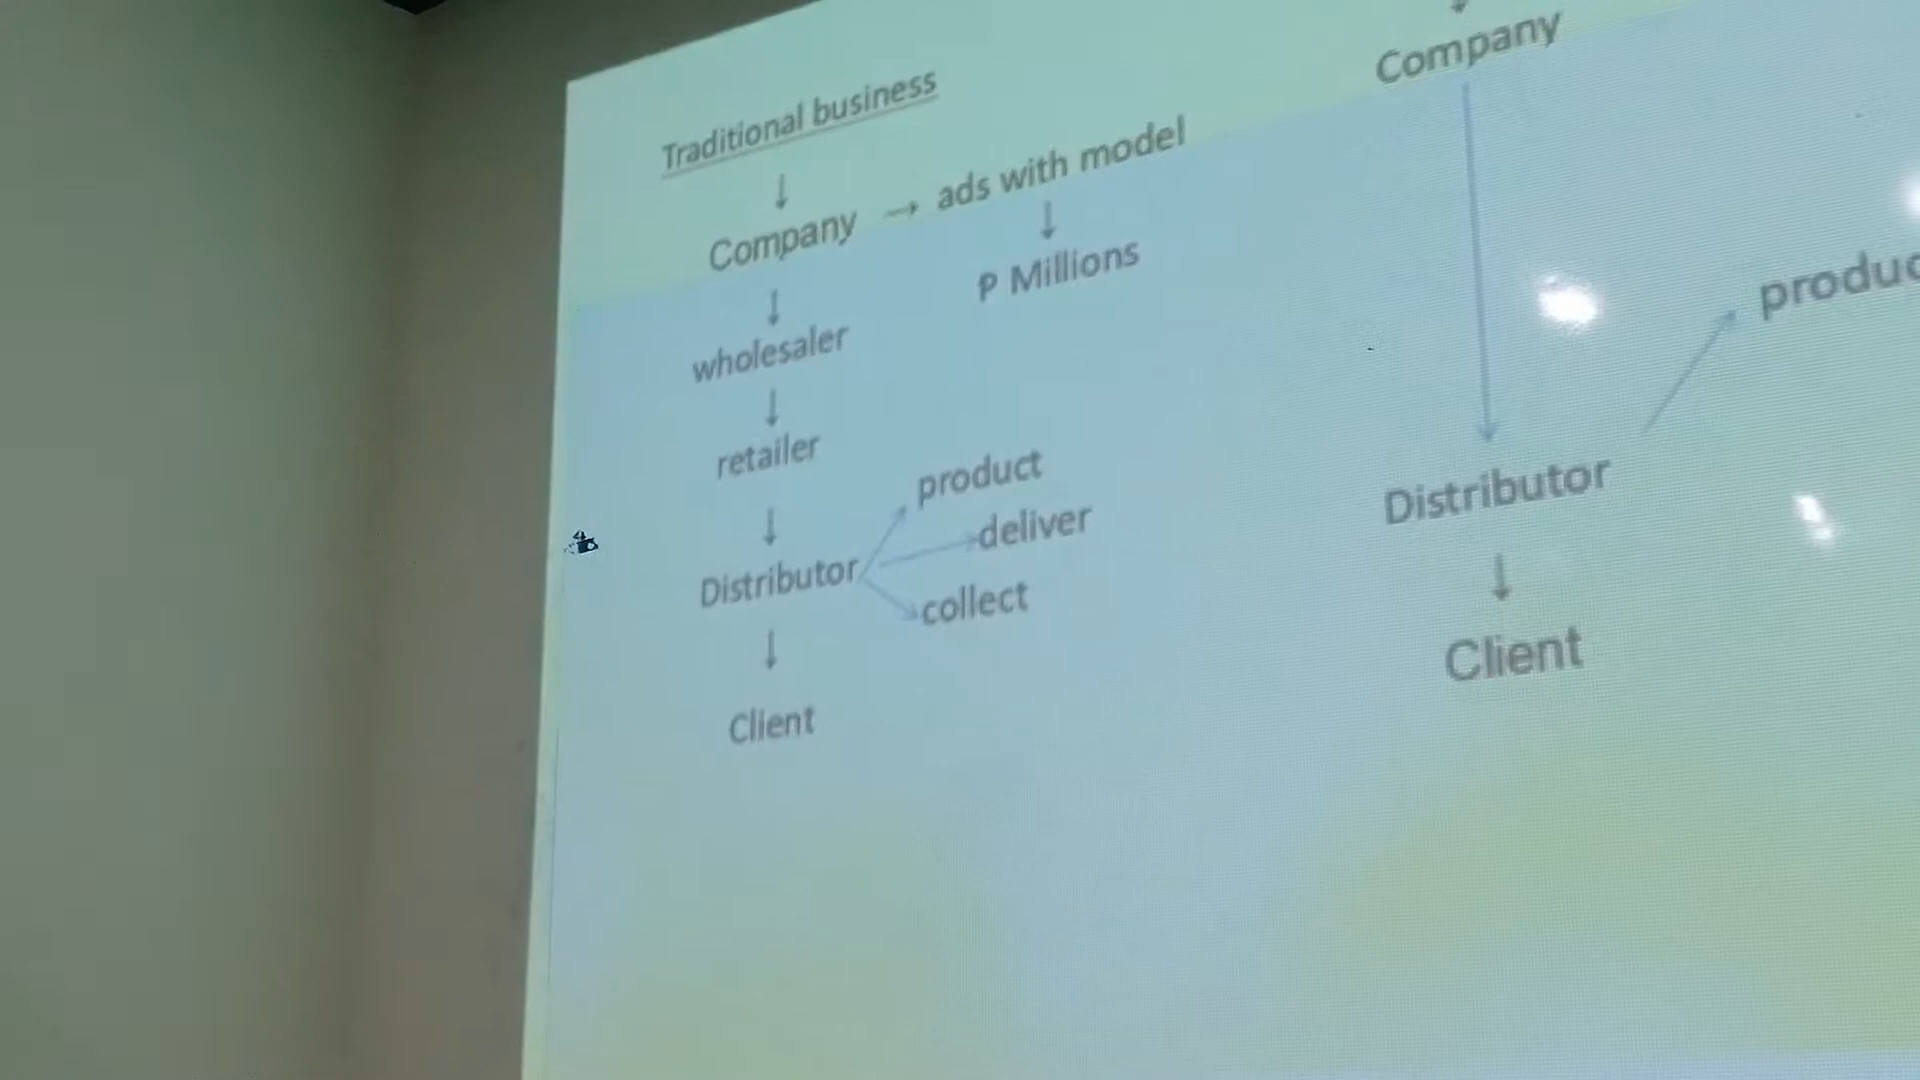 Traditional business
↓
Company → ads with model
↓
₱ Millions
↓
wholesaler
↓
retailer
↓
Distributor
product
deliver
collect
↓
Client
Company
Distributor
↓
Client